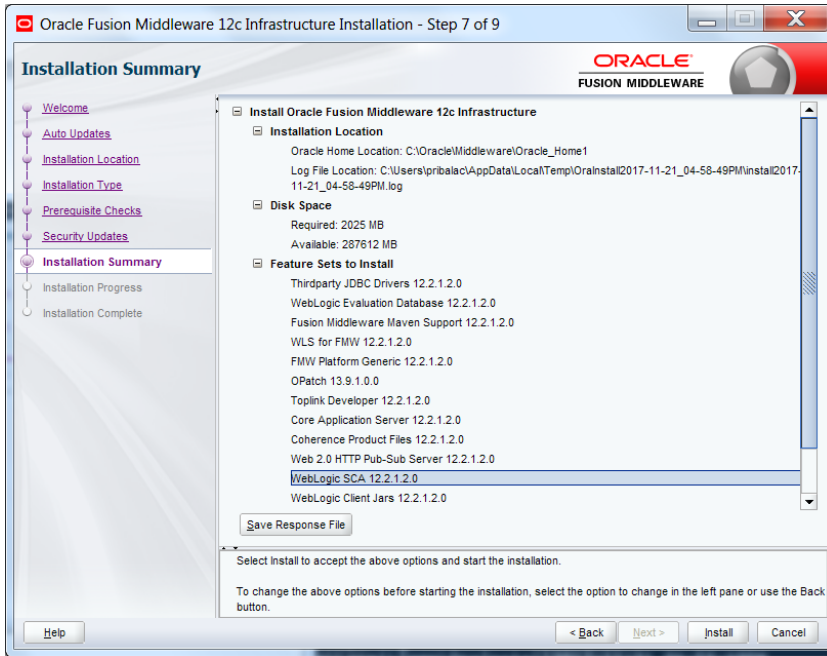 Oracle Fusion Middleware 12c Infrastructure Installation - Step 7 of 9
Installation Summary
ORACLE
FUSION MIDDLEWARE
Welcome
Auto Updates
Installation Location
Installation Type
Prerequisite Checks
Security Updates
Installation Summary
Installation Progress
Installation Complete
Install Oracle Fusion Middleware 12c Infrastructure
Installation Location
Oracle Home Location: C:\Oracle\Middleware\Oracle_Home1
Log File Location: C:\Users\pribalac\AppData\Local\Temp\OraInstall2017-11-21_04-58-49PM\install2017-
11-21_04-58-49PM.log
Disk Space
Required: 2025 MB
Available: 287612 MB
Feature Sets to Install
Thirdparty JDBC Drivers 12.2.1.2.0
WebLogic Evaluation Database 12.2.1.2.0
Fusion Middleware Maven Support 12.2.1.2.0
WLS for FMW 12.2.1.2.0
FMW Platform Generic 12.2.1.2.0
OPatch 13.9.1.0.0
Toplink Developer 12.2.1.2.0
Core Application Server 12.2.1.2.0
Coherence Product Files 12.2.1.2.0
Web 2.0 HTTP Pub-Sub Server 12.2.1.2.0
WebLogic SCA 12.2.1.2.0
WebLogic Client Jars 12.2.1.2.0
Save Response File
Select Install to accept the above options and start the installation.
To change the above options before starting the installation, select the option to change in the left pane or use the Back
button.
Help
< Back
Next >
Install
Cancel